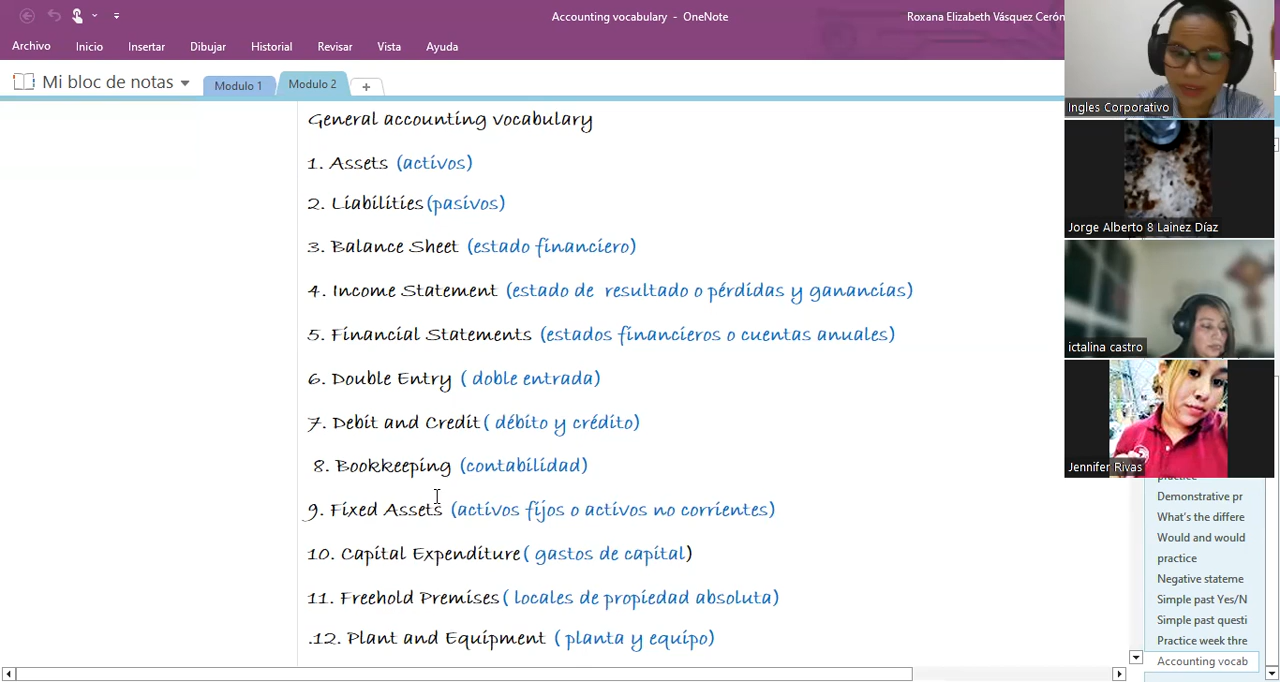 Accounting vocabulary - OneNote
Roxana Elizabeth Vásquez Cerón
Archivo Inicio Insertar Dibujar Historial Revisar Vista Ayuda
Mi bloc de notas Modulo 1 Modulo 2 +
General accounting vocabulary
1. Assets (activos)
2. Liabilities (pasivos)
3. Balance Sheet (estado financiero)
4. Income Statement (estado de resultado o pérdidas y ganancias)
5. Financial Statements (estados financieros o cuentas anuales)
6. Double Entry ( doble entrada)
7. Debit and Credit ( débito y crédito)
8. Bookkeeping (contabilidad)
9. Fixed Assets (activos fijos o activos no corrientes)
10. Capital Expenditure ( gastos de capital)
11. Freehold Premises ( locales de propiedad absoluta)
.12. Plant and Equipment ( planta y equipo)
Ingles Corporativo
Jorge Alberto 8 Lainez Díaz
ictalina castro
Jennifer Rivas
practice
Demonstrative pr
What's the differe
Would and would
practice
Negative stateme
Simple past Yes/N
Simple past questi
Practice week thre
Accounting vocab